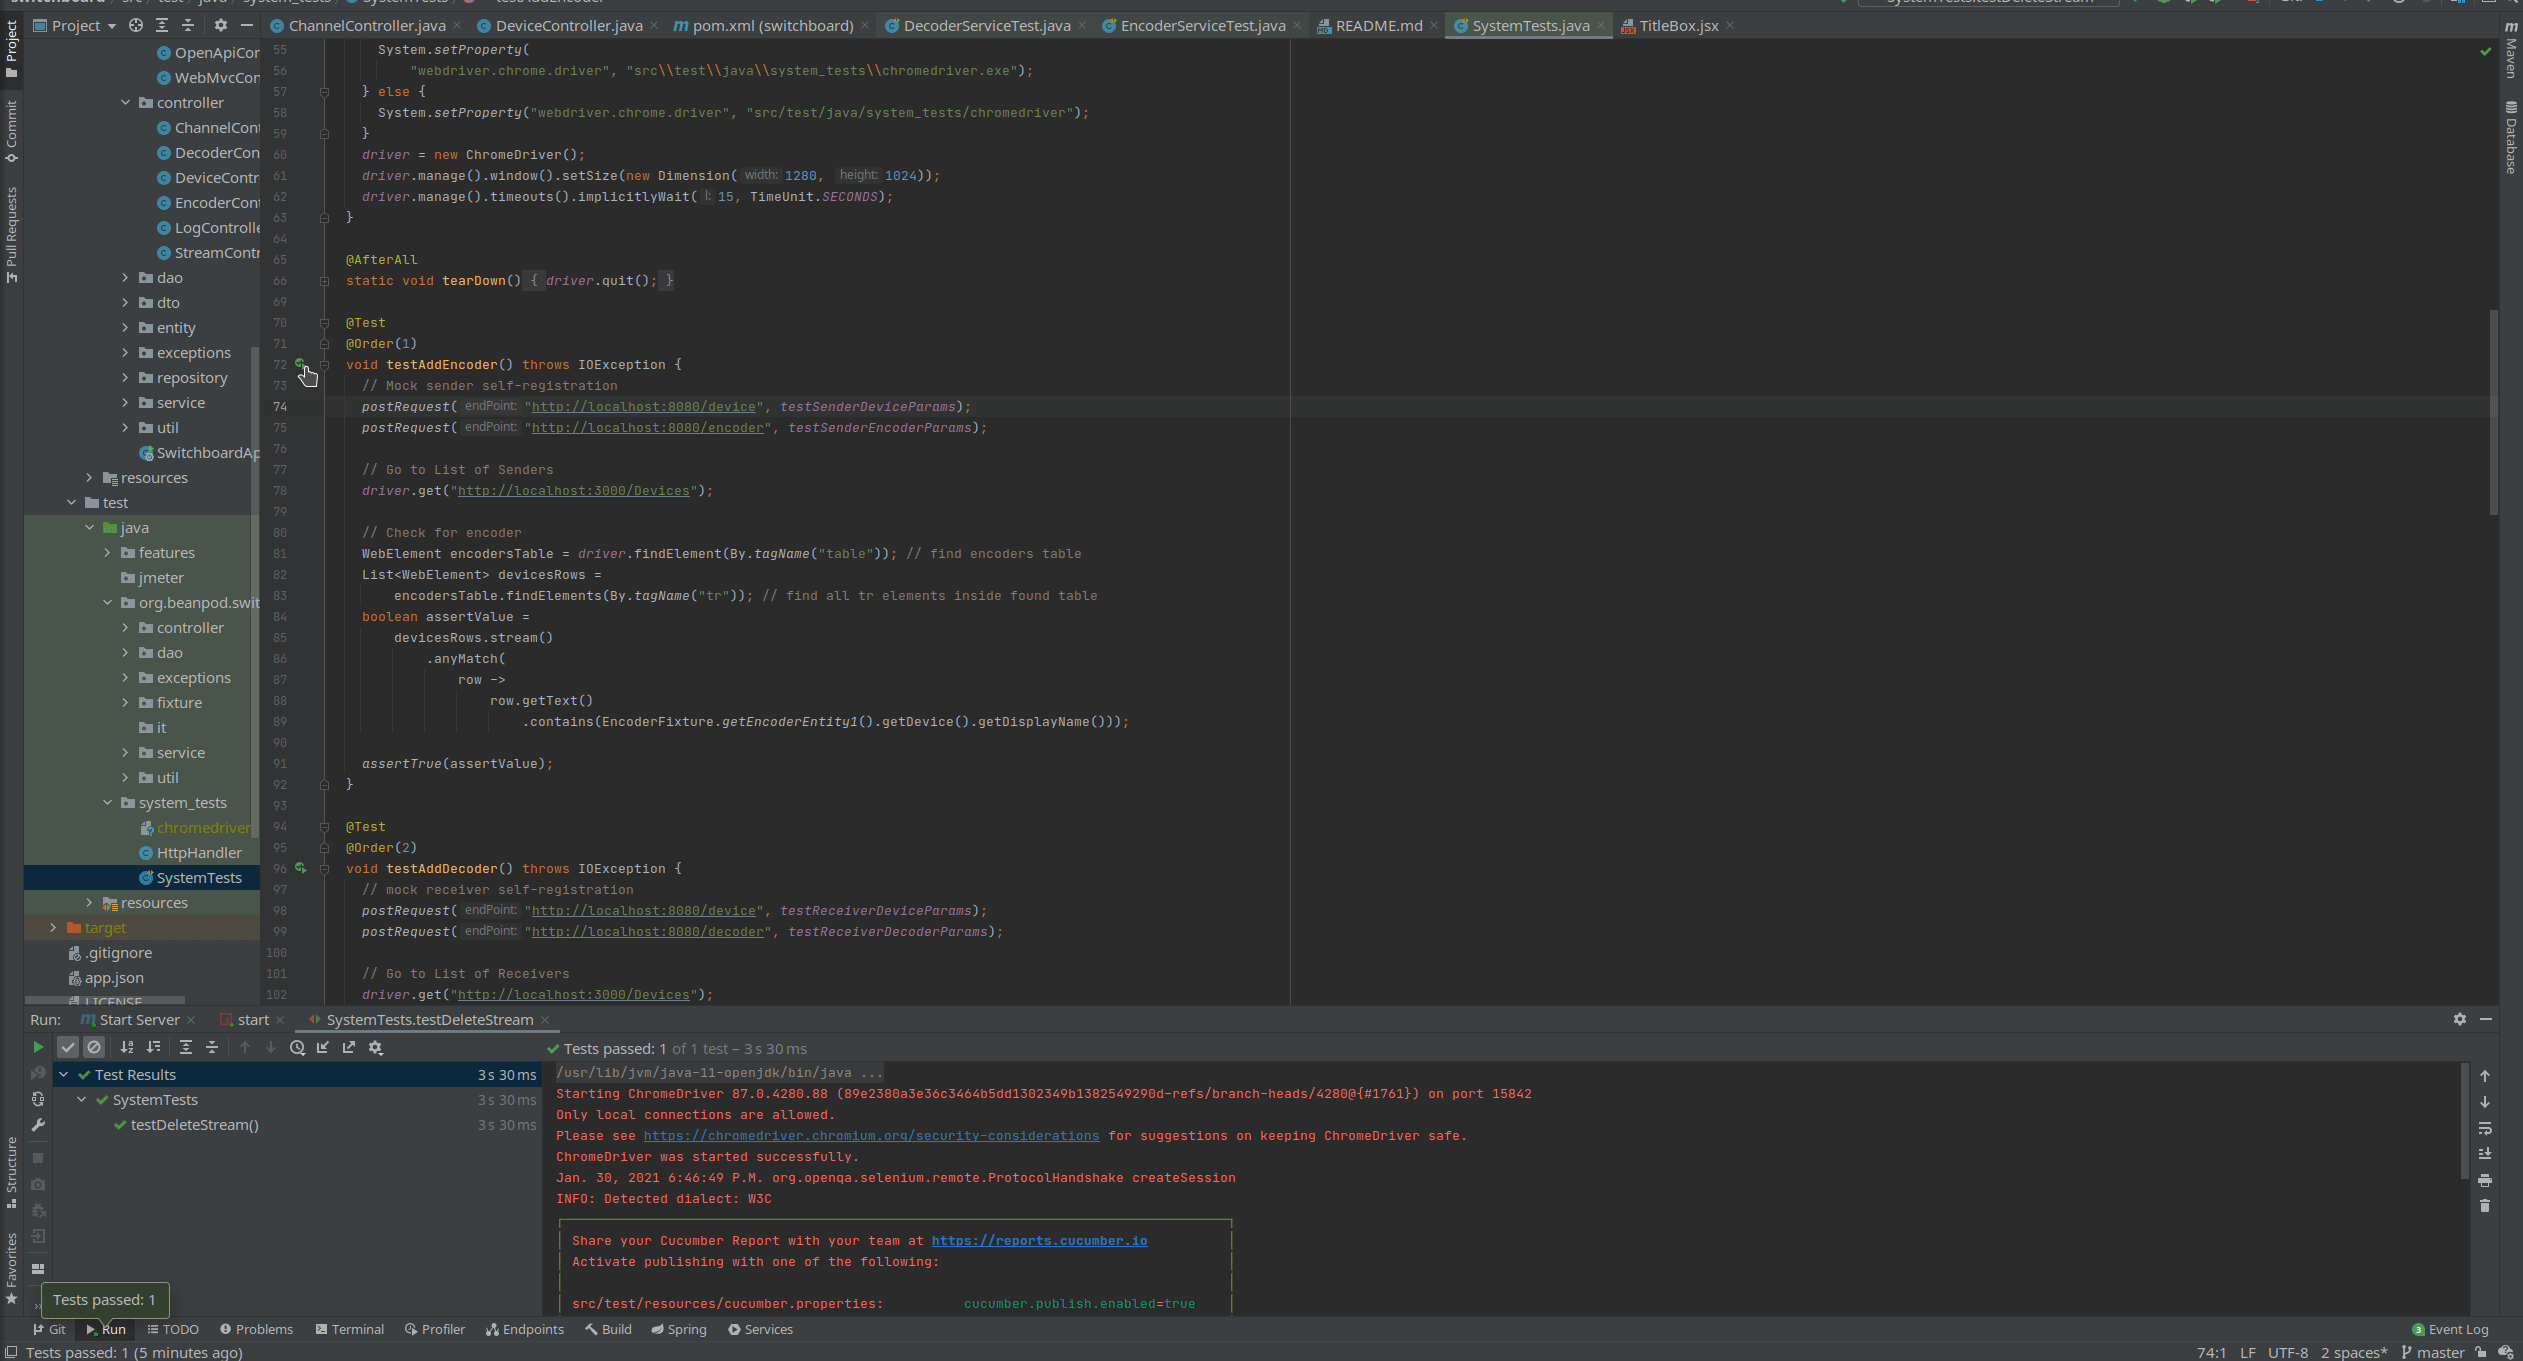 Project
ChannelController.java
DeviceController.java
pom.xml (switchboard)
DecoderServiceTest.java
EncoderServiceTest.java
README.md
SystemTests.java
TitleBox.jsx
Project
Commit
Pull Requests
Structure
Favorites
Maven
Database
OpenApiCon
WebMvcCon
controller
ChannelCont
DecoderCon
DeviceContr
EncoderCont
LogControlle
StreamContr
dao
dto
entity
exceptions
repository
service
util
SwitchboardAp
resources
test
java
features
jmeter
org.beanpod.swit
controller
dao
exceptions
fixture
it
service
util
system_tests
chromedriver
HttpHandler
SystemTests
resources
target
.gitignore
app.json
LICENSE
55 System.setProperty(
56 "webdriver.chrome.driver", "src\\test\\java\\system_tests\\chromedriver.exe");
57 } else {
58 System.setProperty("webdriver.chrome.driver", "src/test/java/system_tests/chromedriver");
59 }
60 driver = new ChromeDriver();
61 driver.manage().window().setSize(new Dimension( width: 1280, height: 1024));
62 driver.manage().timeouts().implicitlyWait( l: 15, TimeUnit.SECONDS);
63 }
64
65 @AfterAll
66 static void tearDown() { driver.quit(); }
69
70 @Test
71 @Order(1)
72 void testAddEncoder() throws IOException {
73 // Mock sender self-registration
74 postRequest( endPoint: "http://localhost:8080/device", testSenderDeviceParams);
75 postRequest( endPoint: "http://localhost:8080/encoder", testSenderEncoderParams);
76
77 // Go to List of Senders
78 driver.get("http://localhost:3000/Devices");
79
80 // Check for encoder
81 WebElement encodersTable = driver.findElement(By.tagName("table")); // find encoders table
82 List<WebElement> devicesRows =
83 encodersTable.findElements(By.tagName("tr")); // find all tr elements inside found table
84 boolean assertValue =
85 devicesRows.stream()
86 .anyMatch(
87 row ->
88 row.getText()
89 .contains(EncoderFixture.getEncoderEntity1().getDevice().getDisplayName()));
90
91 assertTrue(assertValue);
92 }
93
94 @Test
95 @Order(2)
96 void testAddDecoder() throws IOException {
97 // mock receiver self-registration
98 postRequest( endPoint: "http://localhost:8080/device", testReceiverDeviceParams);
99 postRequest( endPoint: "http://localhost:8080/decoder", testReceiverDecoderParams);
100
101 // Go to List of Receivers
102 driver.get("http://localhost:3000/Devices");
Run: Start Server start SystemTests.testDeleteStream
Tests passed: 1 of 1 test – 3 s 30 ms
Test Results 3 s 30 ms
SystemTests 3 s 30 ms
testDeleteStream() 3 s 30 ms
/usr/lib/jvm/java-11-openjdk/bin/java ...
Starting ChromeDriver 87.0.4280.88 (89e2380a3e36c3464b5dd1302349b1382549290d-refs/branch-heads/4280@{#1761}) on port 15842
Only local connections are allowed.
Please see https://chromedriver.chromium.org/security-considerations for suggestions on keeping ChromeDriver safe.
ChromeDriver was started successfully.
Jan. 30, 2021 6:46:49 P.M. org.openqa.selenium.remote.ProtocolHandshake createSession
INFO: Detected dialect: W3C
Share your Cucumber Report with your team at https://reports.cucumber.io
Activate publishing with one of the following:
src/test/resources/cucumber.properties: cucumber.publish.enabled=true
Tests passed: 1
Git Run TODO Problems Terminal Profiler Endpoints Build Spring Services 3 Event Log
Tests passed: 1 (5 minutes ago) 74:1 LF UTF-8 2 spaces* master